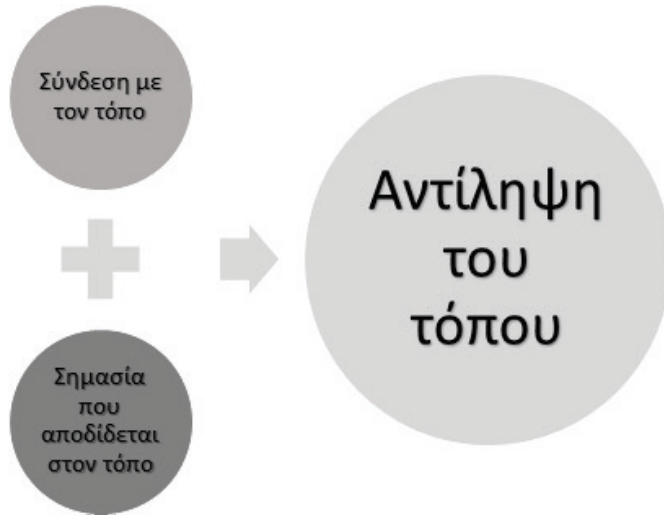 Σύνδεση με
τον τόπο
Σημασία
που
αποδίδεται
στον τόπο
Αντίληψη
του
τόπου